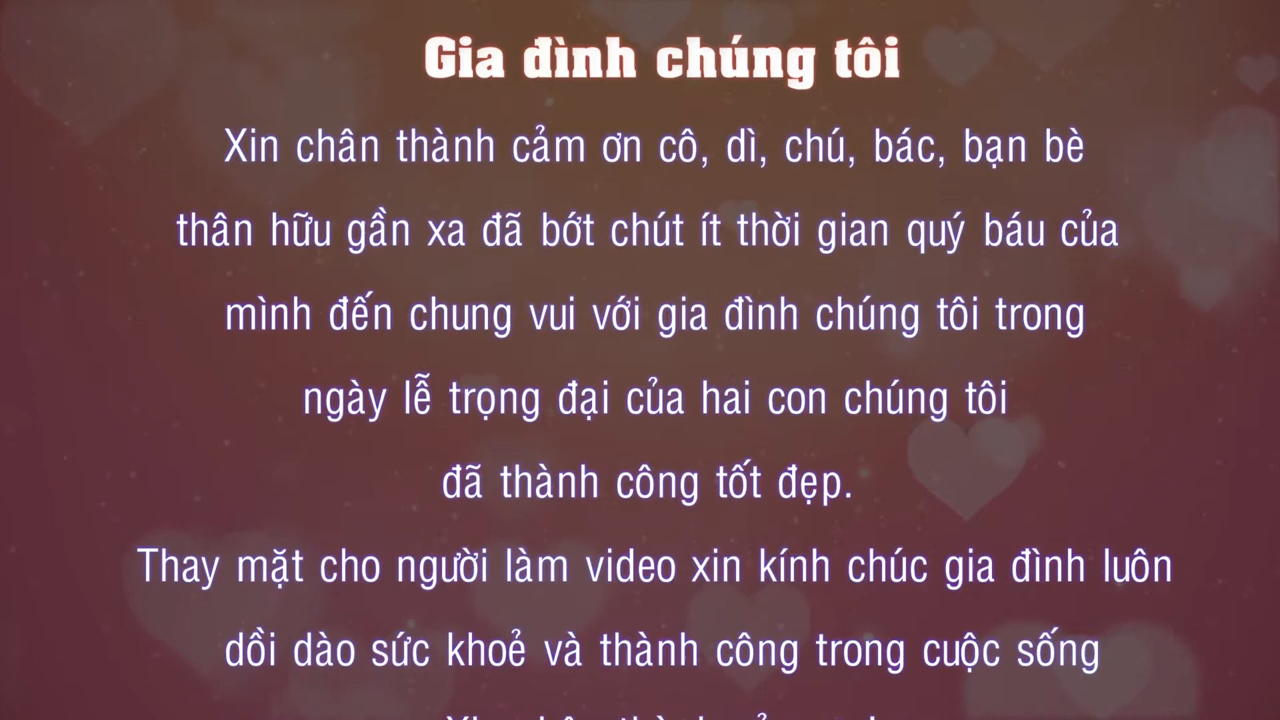 Gia đình chúng tôi
Xin chân thành cảm ơn cô, dì, chú, bác, bạn bè
thân hữu gần xa đã bớt chút ít thời gian quý báu của
mình đến chung vui với gia đình chúng tôi trong
ngày lễ trọng đại của hai con chúng tôi
đã thành công tốt đẹp.
Thay mặt cho người làm video xin kính chúc gia đình luôn
dồi dào sức khoẻ và thành công trong cuộc sống